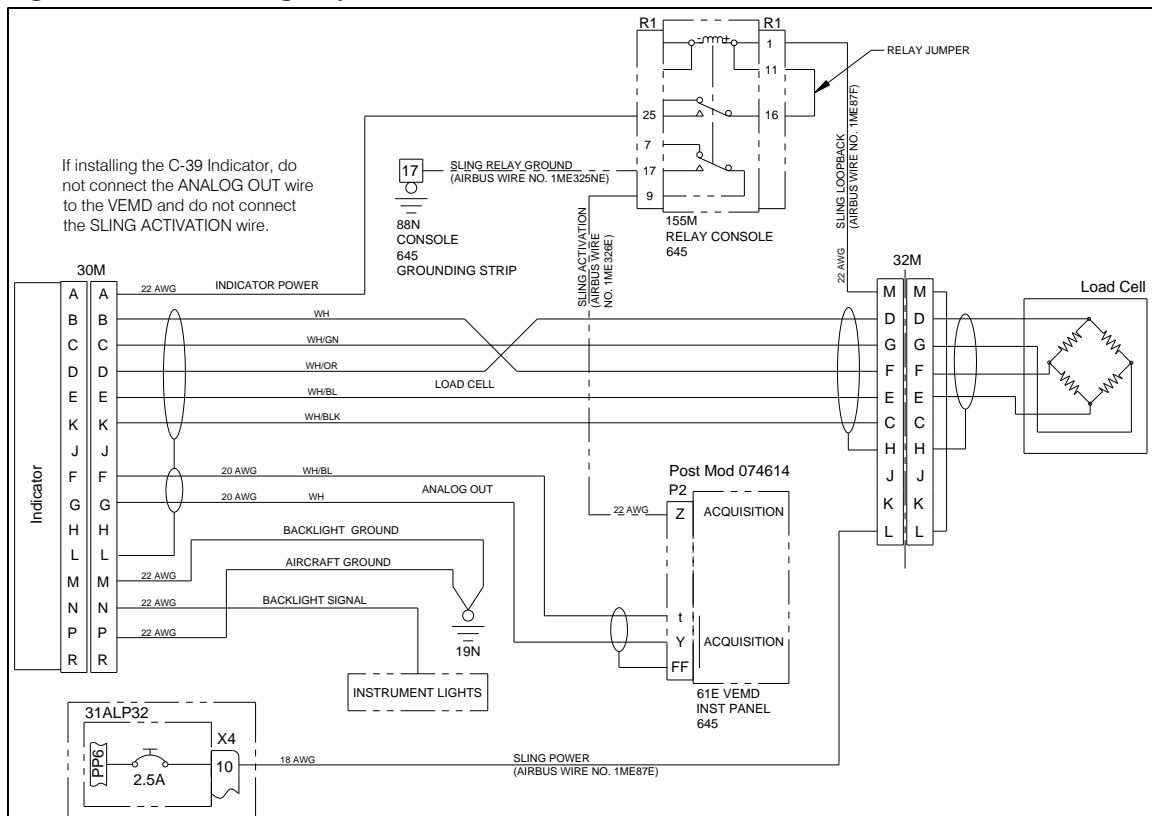 R1
R1
1
11
RELAY JUMPER
25
16
7
17
9
155M
RELAY CONSOLE
645
SLING LOOPBACK
(AIRBUS WIRE NO. 1ME87F)
22 AWG
If installing the C-39 Indicator, do
not connect the ANALOG OUT wire
to the VEMD and do not connect
the SLING ACTIVATION wire.
17
SLING RELAY GROUND
(AIRBUS WIRE NO. 1ME325NE)
88N
CONSOLE
645
GROUNDING STRIP
SLING ACTIVATION
(AIRBUS WIRE
NO. 1ME326E)
30M
Indicator
A A
B B
C C
D D
E E
K K
J J
F F
G G
H H
L L
M M
N N
P P
R R
22 AWG INDICATOR POWER
WH
WH/GN
WH/OR
LOAD CELL
WH/BL
WH/BLK
20 AWG WH/BL
ANALOG OUT
20 AWG WH
BACKLIGHT GROUND
22 AWG
AIRCRAFT GROUND
22 AWG BACKLIGHT SIGNAL
22 AWG
19N
INSTRUMENT LIGHTS
32M
M M
D D
G G
F F
E E
C C
H H
J J
K K
L L
Load Cell
Post Mod 074614
P2
22 AWG
Z ACQUISITION
t
Y ACQUISITION
FF
61E VEMD
INST PANEL
645
31ALP32
PP6
2.5A
X4
10
18 AWG
SLING POWER
(AIRBUS WIRE NO. 1ME87E)